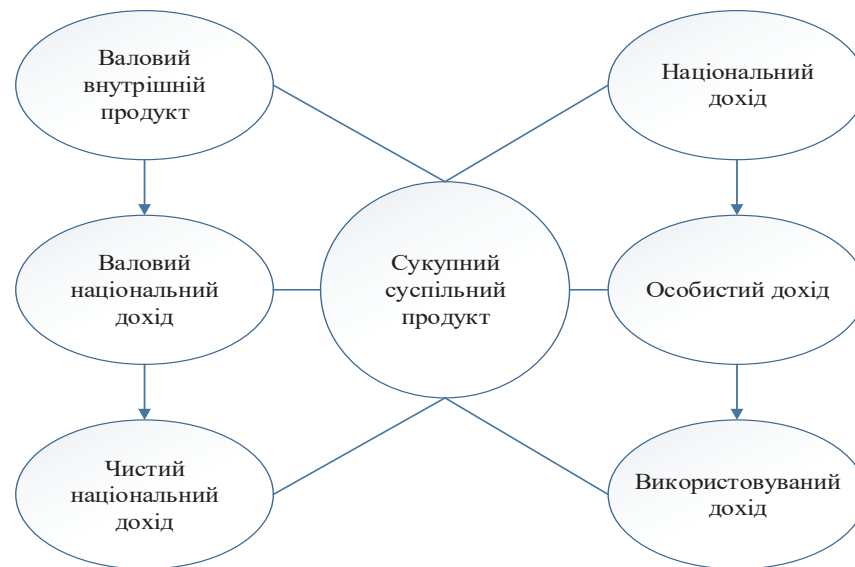 Валовий
внутрішній
продукт
Національний
дохід
Валовий
національний
дохід
Сукупний
суспільний
продукт
Особистий дохід
Чистий
національний
дохід
Використовуваний
дохід